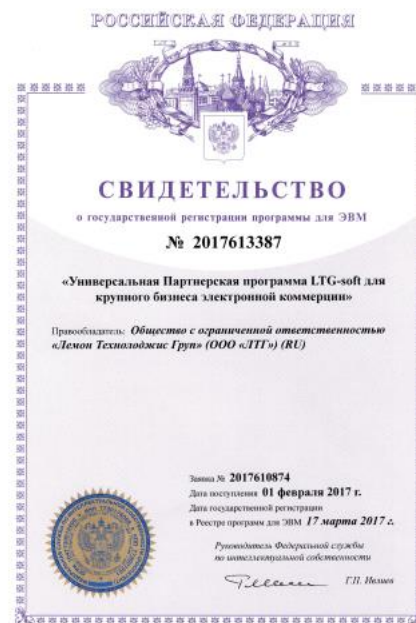 РОССИЙСКАЯ ФЕДЕРАЦИЯ
СВИДЕТЕЛЬСТВО
о государственной регистрации программы для ЭВМ
№ 2017613387
«Универсальная Партнерская программа LTG-soft для
крупного бизнеса электронной коммерции»
Правообладатель: Общество с ограниченной ответственностью
«Лемон Технолоджис Груп» (ООО «ЛТГ») (RU)
Заявка № 2017610874
Дата поступления 01 февраля 2017 г.
Дата государственной регистрации
в Реестре программ для ЭВМ 17 марта 2017 г.
Руководитель Федеральной службы
по интеллектуальной собственности
Г.П. Ивлиев